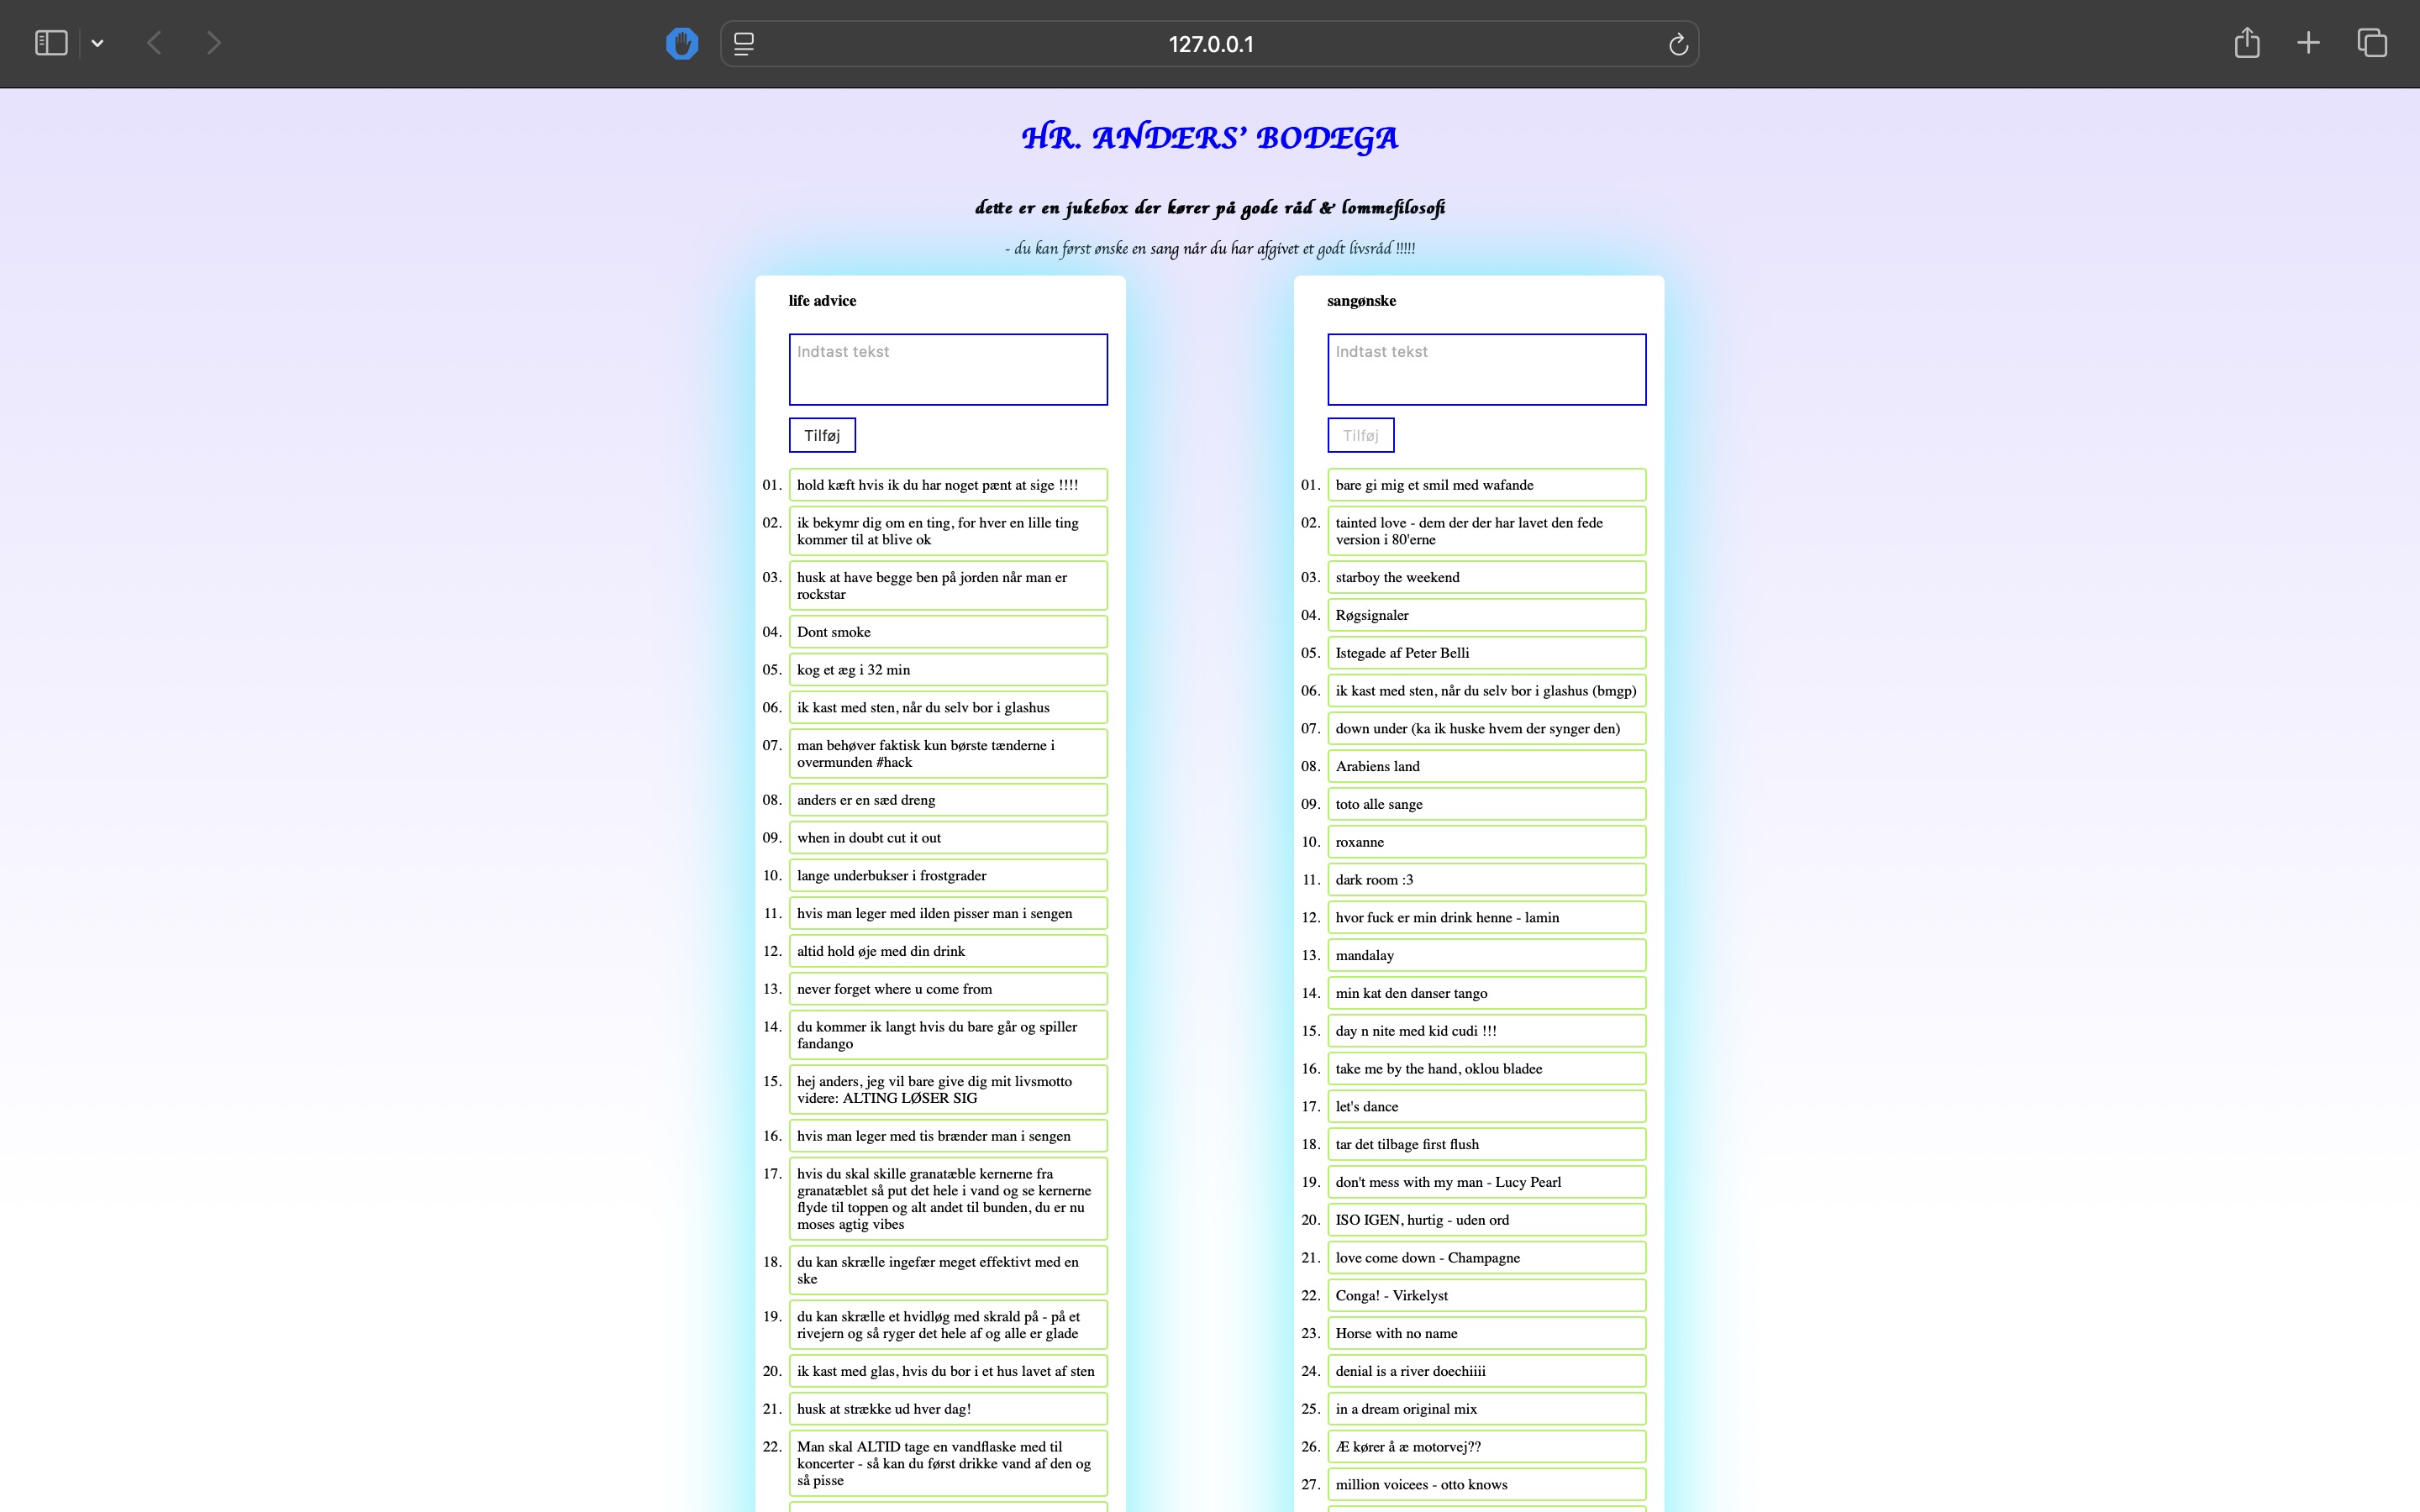 127.0.0.1
HR. ANDERS' BODEGA
dette er en jukebox der kører på gode råd & lommefilosofi
- du kan først ønske en sang når du har afgivet et godt livsråd !!!!!
life advice
Indtast tekst
Tilføj
01. hold kæft hvis ik du har noget pænt at sige !!!!
02. ik bekymr dig om en ting, for hver en lille ting
kommer til at blive ok
03. husk at have begge ben på jorden når man er
rockstar
04. Dont smoke
05. kog et æg i 32 min
06. ik kast med sten, når du selv bor i glashus
07. man behøver faktisk kun børste tænderne i
overmunden #hack
08. anders er en sæd dreng
09. when in doubt cut it out
10. lange underbukser i frostgrader
11. hvis man leger med ilden pisser man i sengen
12. altid hold øje med din drink
13. never forget where u come from
14. du kommer ik langt hvis du bare går og spiller
fandango
15. hej anders, jeg vil bare give dig mit livsmotto
videre: ALTING LØSER SIG
16. hvis man leger med tis brænder man i sengen
17. hvis du skal skille granatæble kernerne fra
granatæblet så put det hele i vand og se kernerne
flyde til toppen og alt andet til bunden, du er nu
moses agtig vibes
18. du kan skrælle ingefær meget effektivt med en
ske
19. du kan skrælle et hvidløg med skrald på - på et
rivejern og så ryger det hele af og alle er glade
20. ik kast med glas, hvis du bor i et hus lavet af sten
21. husk at strække ud hver dag!
22. Man skal ALTID tage en vandflaske med til
koncerter - så kan du først drikke vand af den og
så pisse
sangønske
Indtast tekst
Tilføj
01. bare gi mig et smil med wafande
02. tainted love - dem der der har lavet den fede
version i 80'erne
03. starboy the weekend
04. Røgsignaler
05. Istegade af Peter Belli
06. ik kast med sten, når du selv bor i glashus (bmgp)
07. down under (ka ik huske hvem der synger den)
08. Arabiens land
09. toto alle sange
10. roxanne
11. dark room :3
12. hvor fuck er min drink henne - lamin
13. mandalay
14. min kat den danser tango
15. day n nite med kid cudi !!!
16. take me by the hand, oklou bladee
17. let's dance
18. tar det tilbage first flush
19. don't mess with my man - Lucy Pearl
20. ISO IGEN, hurtig - uden ord
21. love come down - Champagne
22. Conga! - Virkelyst
23. Horse with no name
24. denial is a river doechiiii
25. in a dream original mix
26. Æ kører å æ motorvej??
27. million voicees - otto knows